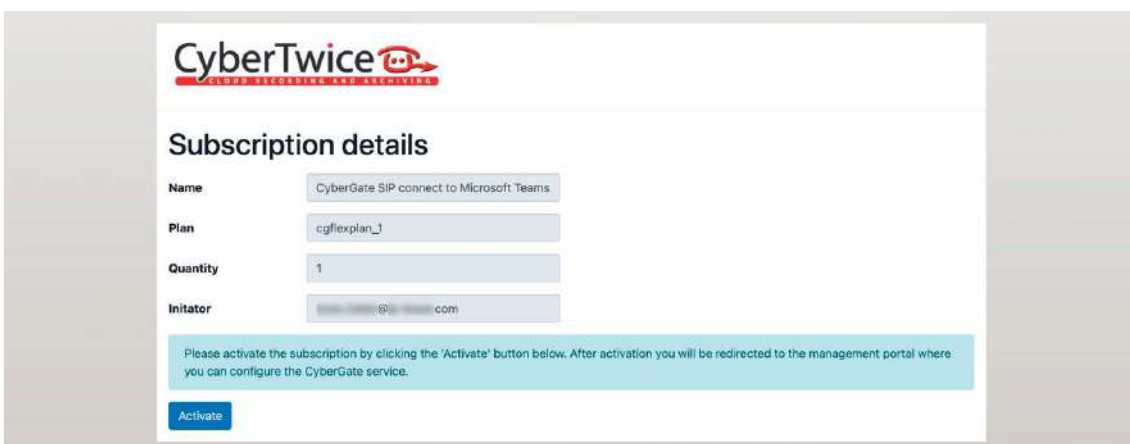 CyberTwice
CLOUD RECORDING AND ARCHIVING
Subscription details
Name CyberGate SIP connect to Microsoft Teams
Plan cgflexplan_1
Quantity 1
Initator @ com
Please activate the subscription by clicking the 'Activate' button below. After activation you will be redirected to the management portal where
you can configure the CyberGate service.
Activate